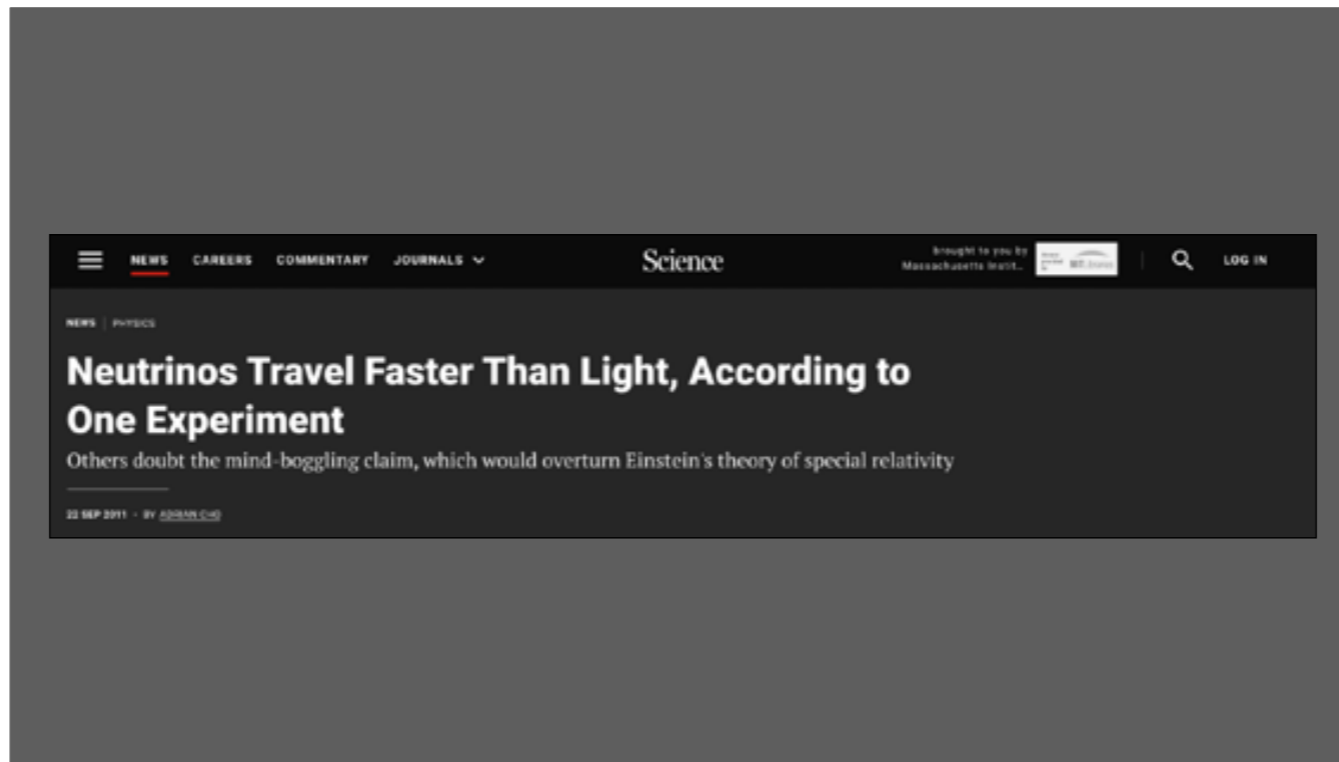 NEWS CAREERS COMMENTARY JOURNALS
Science
brought to you by
Massachusetts Instit...
LOG IN
NEWS | PHYSICS
Neutrinos Travel Faster Than Light, According to
One Experiment
Others doubt the mind-boggling claim, which would overturn Einstein's theory of special relativity
22 SEP 2011 · BY ADRIAN CHO